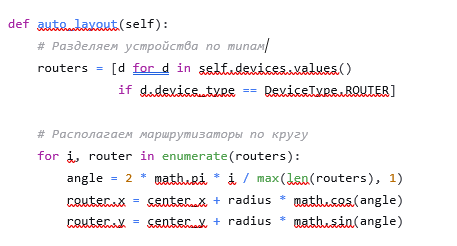 def auto_layout(self):
# Разделяем устройства по типам
routers = [d for d in self.devices.values()
if d.device_type == DeviceType.ROUTER]
# Располагаем маршрутизаторы по кругу
for i, router in enumerate(routers):
angle = 2 * math.pi * i / max(len(routers), 1)
router.x = center_x + radius * math.cos(angle)
router.y = center_y + radius * math.sin(angle)